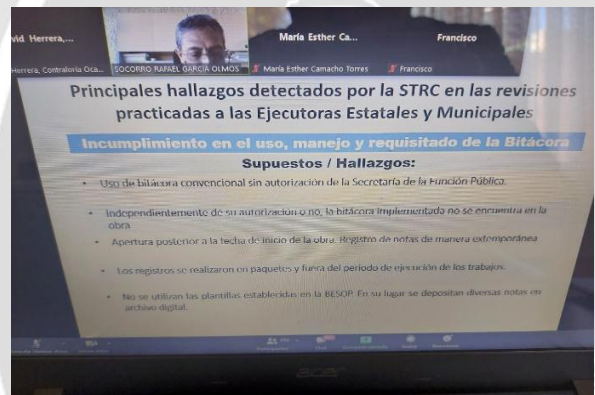 vid Herrera,...
María Esther Ca...
Francisco
Herrera, Contraloría Oca...
SOCORRO RAFAEL GARCIA OLMOS
María Esther Camacho Torres
Francisco
Principales hallazgos detectados por la STRC en las revisiones
practicadas a las Ejecutoras Estatales y Municipales
Incumplimiento en el uso, manejo y requisitado de la Bitácora
Supuestos / Hallazgos:
• Uso de bitácora convencional sin autorización de la Secretaría de la Función Pública.
• Independientemente de su autorización o no, la bitácora implementada no se encuentra en la
obra
• Apertura posterior a la fecha de inicio de la obra. Registro de notas de manera extemporánea
• Los registros se realizaron en paquetes y fuera del periodo de ejecución de los trabajos.
• No se utilizan las plantillas establecidas en la BESOP. En su lugar se depositan diversas notas en
archivo digital.
acer